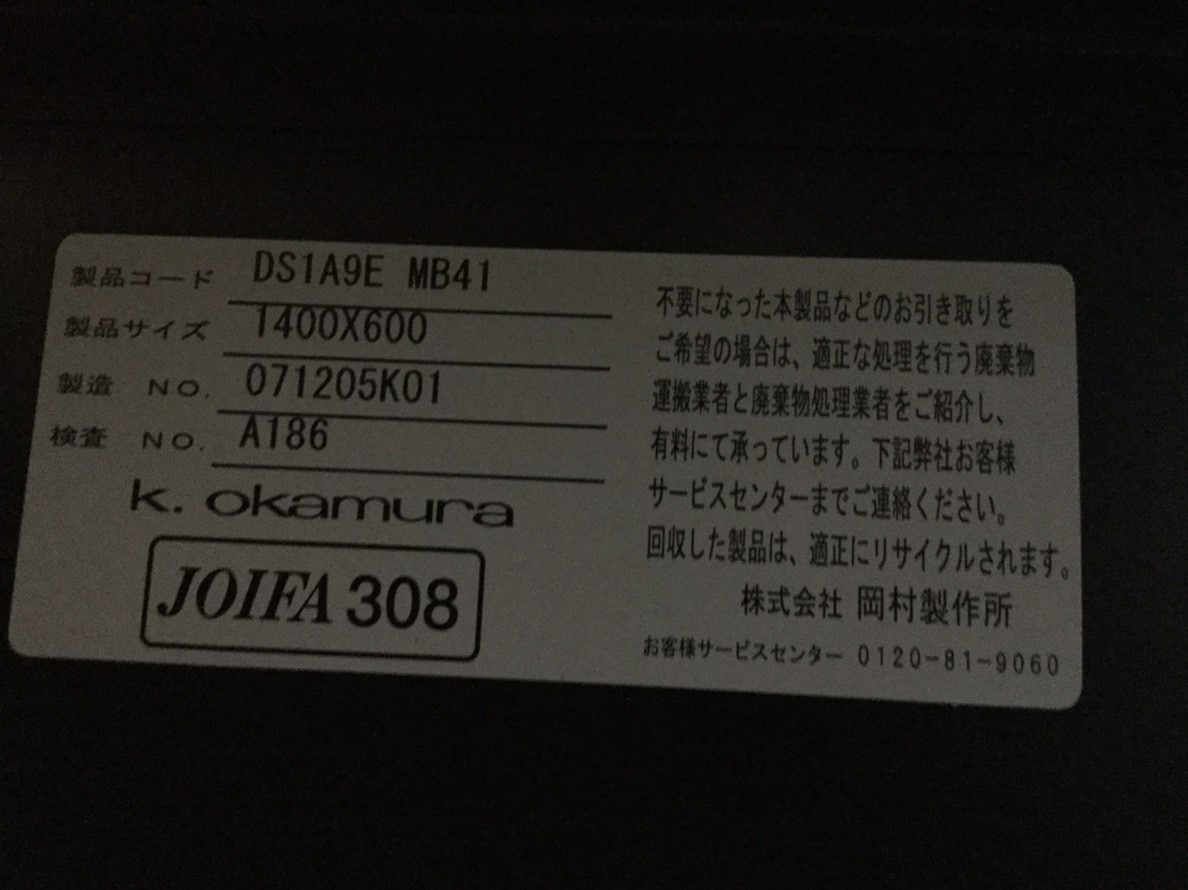 製品コード DS1A9E MB41
製品サイズ 1400X600
製造 NO. 071205K01
検査 NO. A186
k. okamura
JOIFA 308
不要になった本製品などのお引き取りを
ご希望の場合は、適正な処理を行う廃棄物
運搬業者と廃棄物処理業者をご紹介し、
有料にて承っています。下記弊社お客様
サービスセンターまでご連絡ください。
回収した製品は、適正にリサイクルされます。
株式会社 岡村製作所
お客様サービスセンター 0120-81-9060